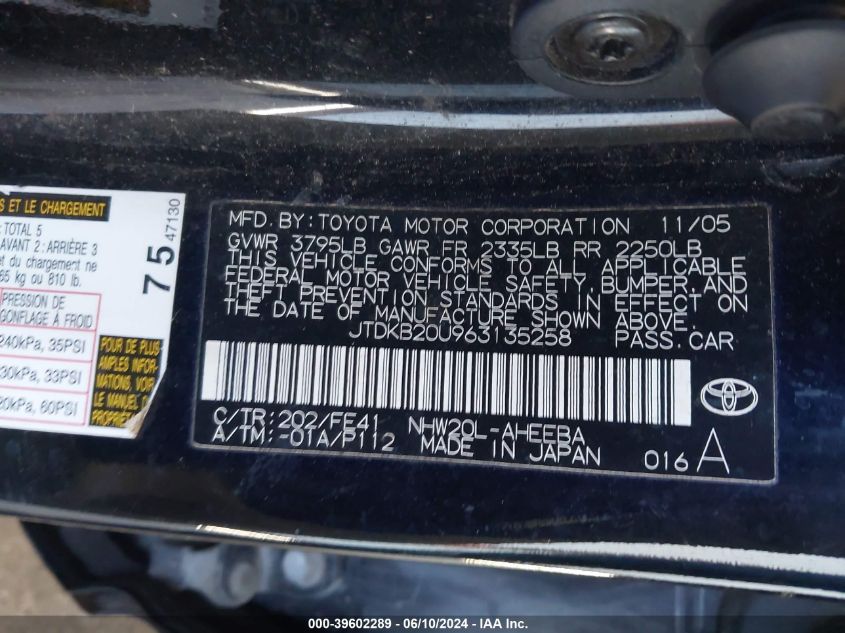 S ET LE CHARGEMENT
: TOTAL 5
AVANT 2: ARRIÈRE 3
et du chargement ne
65 kg ou 810 lb.
PRESSION DE
GONFLAGE À FROID
240kPa, 35PSI
30kPa, 33PSI
20kPa, 60PSI
75
47130
POUR DE PLUS
AMPLES INFOR-
MATIONS, VOIR
LE MANUEL DU
MFD. BY: TOYOTA MOTOR CORPORATION 11/05
GVWR 3795LB GAWR FR 2335LB RR 2250LB
THIS VEHICLE CONFORMS TO ALL APPLICABLE
FEDERAL MOTOR VEHICLE SAFETY, BUMPER, AND
THEFT PREVENTION STANDARDS IN EFFECT ON
THE DATE OF MANUFACTURE SHOWN ABOVE.
JTDKB20U963135258 PASS. CAR
C/TR: 202/FE41 NHW20L-AHEEBA
A/TM: -01A/P112 MADE IN JAPAN
016 A
000-39602289 - 06/10/2024 - IAA Inc.